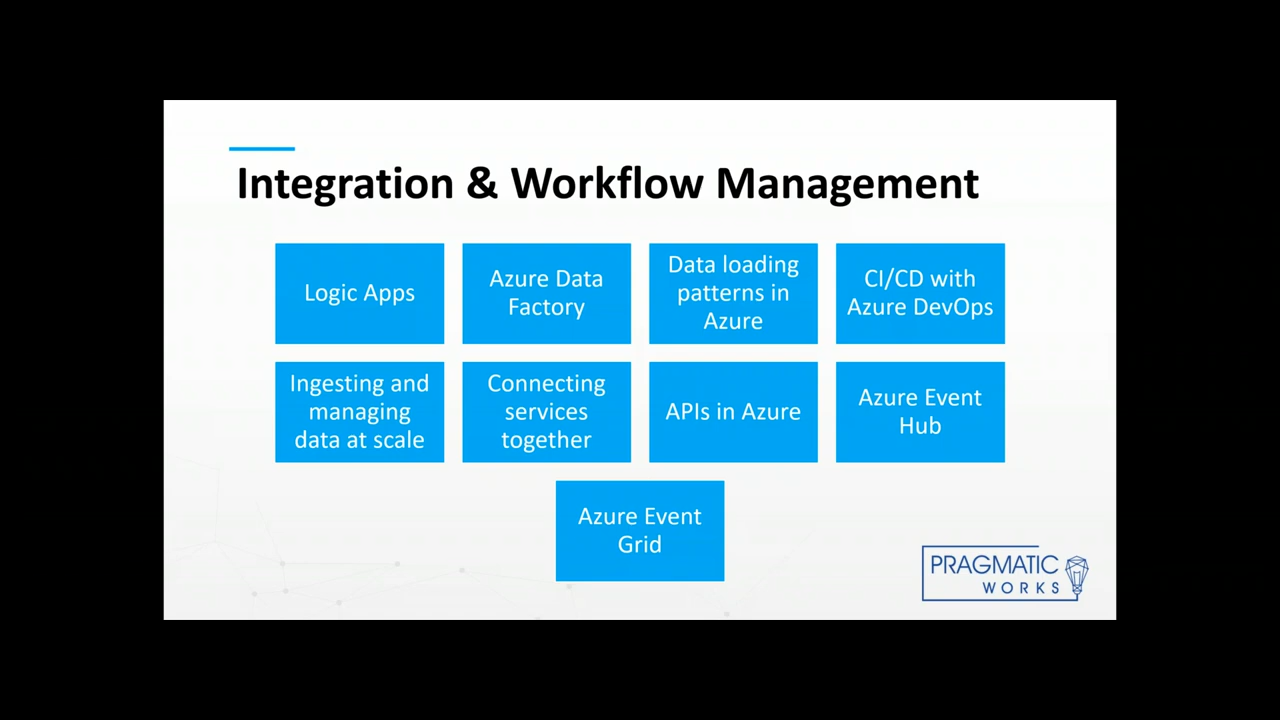 Integration & Workflow Management
Logic Apps
Azure Data
Factory
Data loading
patterns in
Azure
CI/CD with
Azure DevOps
Ingesting and
managing
data at scale
Connecting
services
together
APIs in Azure
Azure Event
Hub
Azure Event
Grid
PRAGMATIC
WORKS